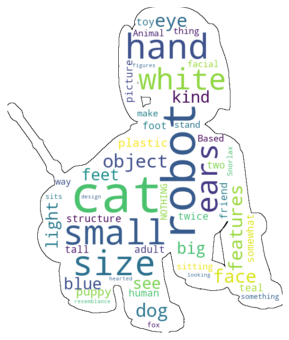 toy eye
Animal thing
hand
picture facial
figures
white
kind
make
foot stand
robot
plastic Based
object ears two Snorlax
feet
way NOTHING
cat
sits design
friend features somewhat
light structure twice
small
tall adult big
size sitting face
looking
blue see
hearted teal
puppy human something
resemblance dog
fox